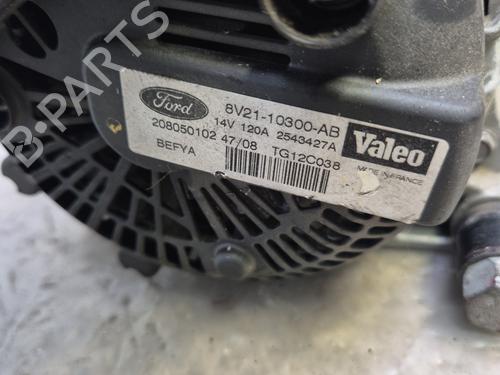 B-PARTS
Ford
8V21-10300-AB
14V 120A 2543427A
208050102 47/08 TG12C038
BEFYA
Valeo
MADE IN FRANCE